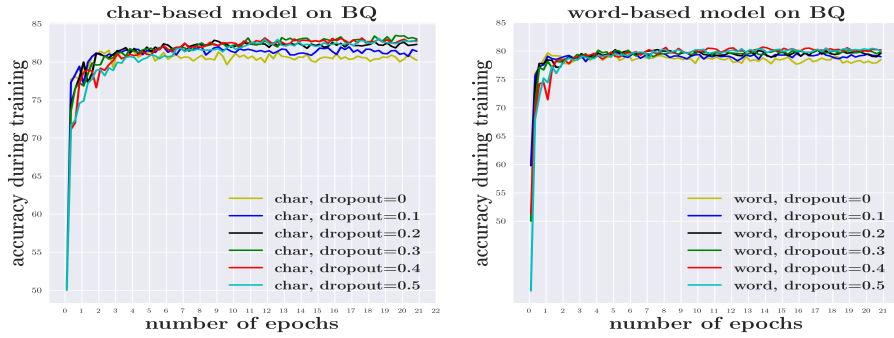 char-based model on BQ
accuracy during training
85
80
75
70
65
60
55
50
char, dropout=0
char, dropout=0.1
char, dropout=0.2
char, dropout=0.3
char, dropout=0.4
char, dropout=0.5
0 1 2 3 4 5 6 7 8 9 10 11 12 13 14 15 16 17 18 19 20 21 22
number of epochs
word-based model on BQ
accuracy during training
85
80
75
70
65
60
55
50
word, dropout=0
word, dropout=0.1
word, dropout=0.2
word, dropout=0.3
word, dropout=0.4
word, dropout=0.5
0 1 2 3 4 5 6 7 8 9 10 11 12 13 14 15 16 17 18 19 20 21
number of epochs